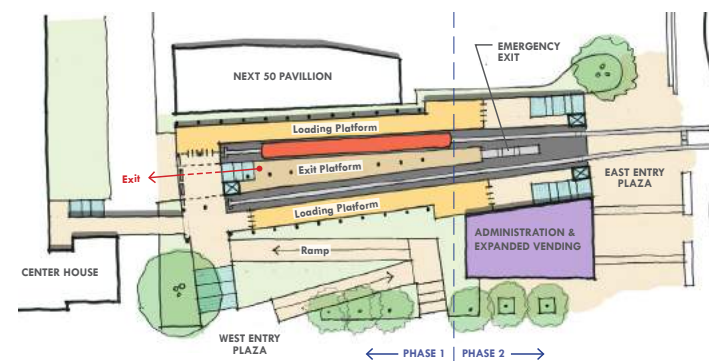 EMERGENCY
EXIT
NEXT 50 PAVILLION
Loading Platform
Exit Platform
Exit
EAST ENTRY
PLAZA
Loading Platform
ADMINISTRATION &
EXPANDED VENDING
Ramp
CENTER HOUSE
WEST ENTRY
PLAZA
PHASE 1
PHASE 2